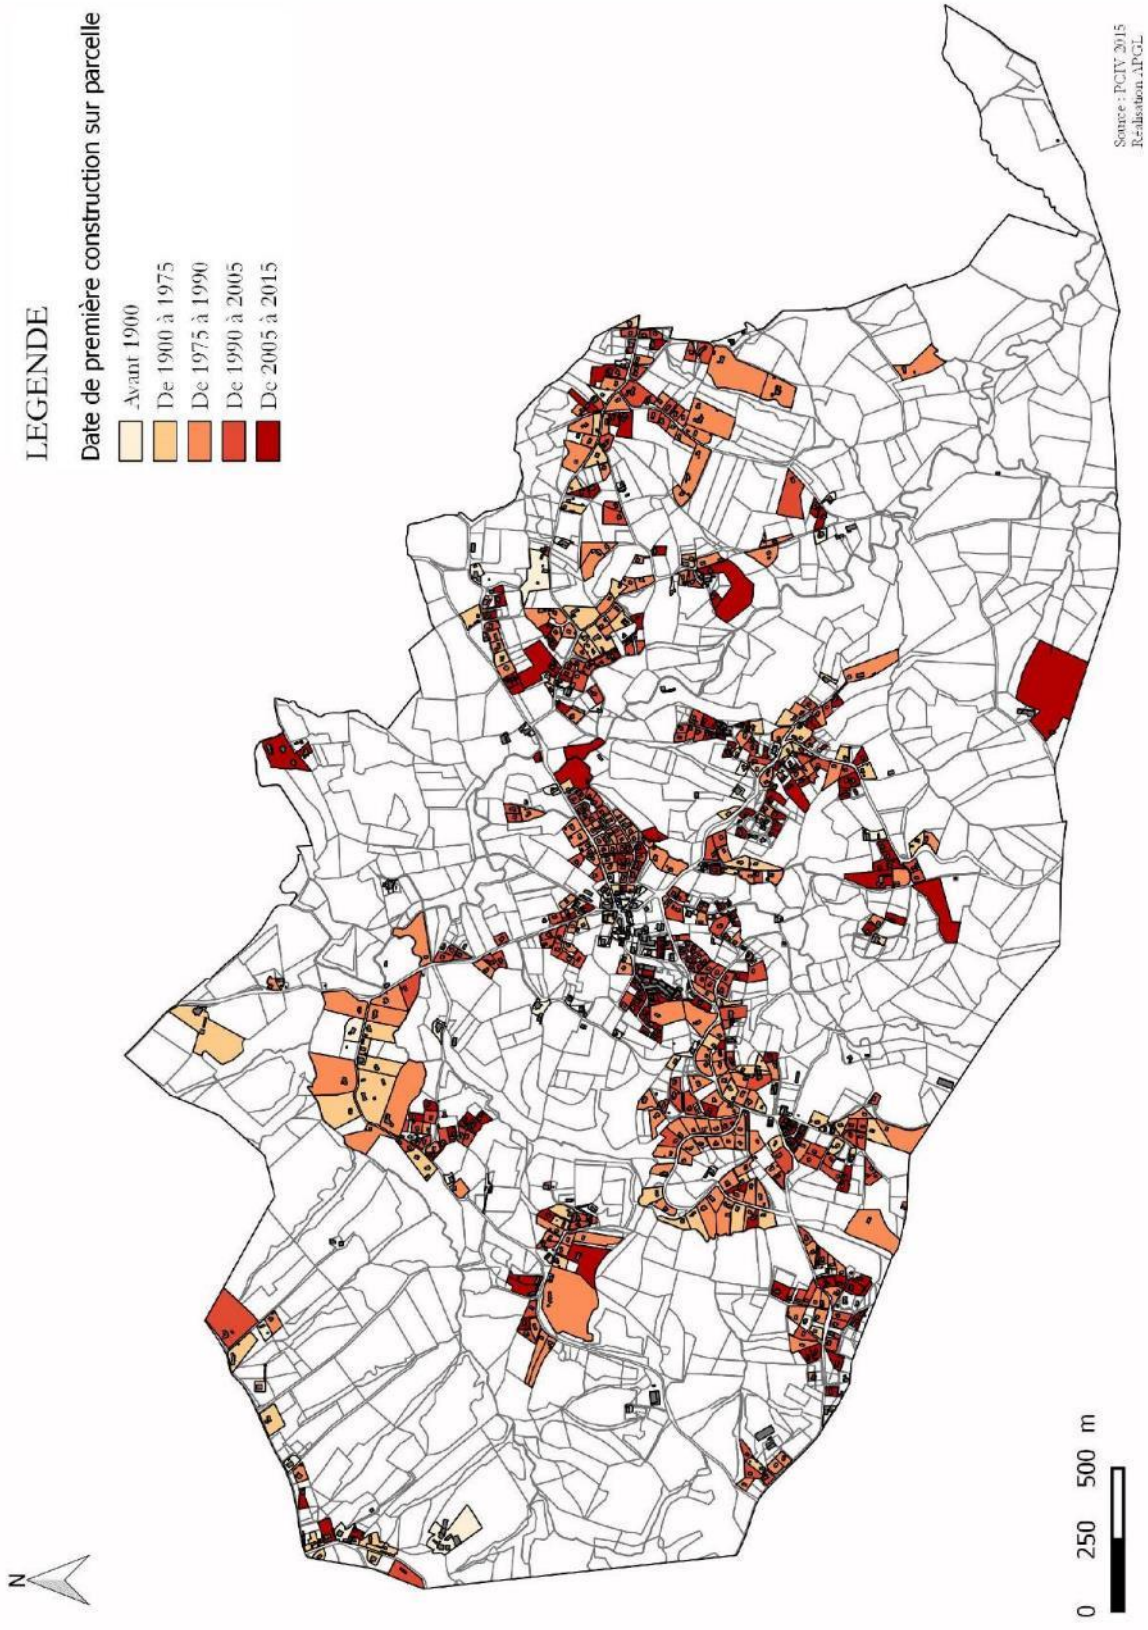 LEGENDE
Date de première construction sur parcelle
Avant 1900
De 1900 à 1975
De 1975 à 1990
De 1990 à 2005
De 2005 à 2015
N
0 250 500 m
Source : PCIV 2015
Réalisation APGL